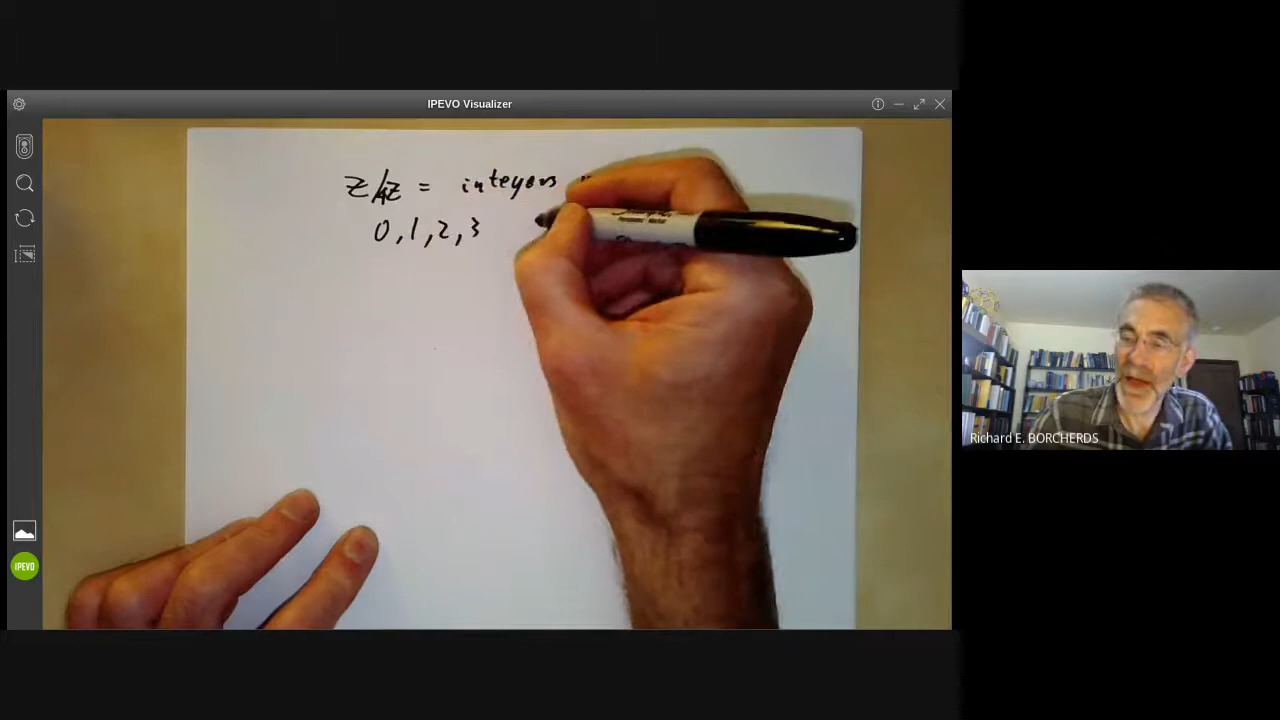 IPEVO Visualizer
Z/4Z = integers
0, 1, 2, 3
IPEVO
Richard E. BORCHERDS